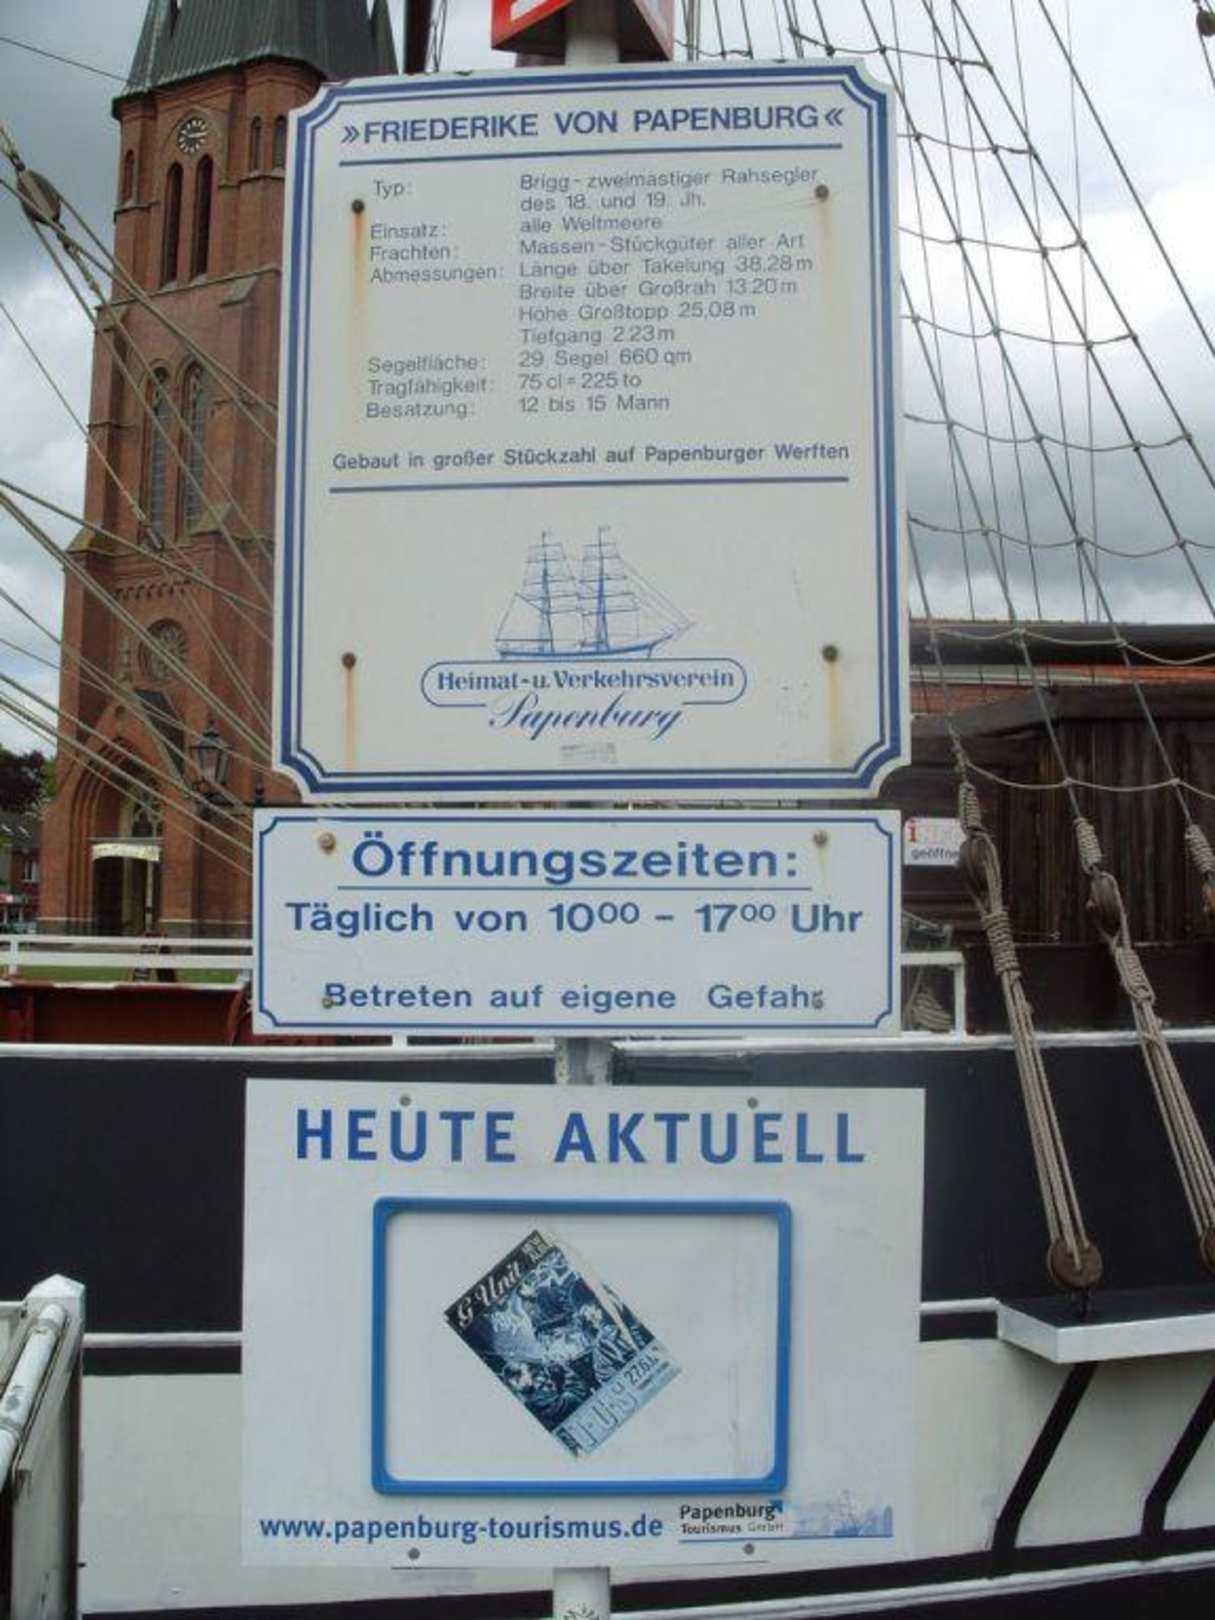 »FRIEDERIKE VON PAPENBURG«
Typ: Brigg-zweimastiger Rahsegler
des 18. und 19. Jh.
Einsatz: alle Weltmeere
Frachten: Massen-Stückgüter aller Art
Abmessungen: Länge über Takelung 38,28 m
Breite über Großrah 13.20 m
Höhe Großtopp 25,08 m
Tiefgang 2.23 m
Segelfläche: 29 Segel 660 qm
Tragfähigkeit: 75 cl = 225 to
Besatzung: 12 bis 15 Mann
Gebaut in großer Stückzahl auf Papenburger Werften
Heimat-u. Verkehrsverein
Papenburg
Öffnungszeiten:
Täglich von 10⁰⁰ – 17⁰⁰ Uhr
Betreten auf eigene Gefahr
HEUTE AKTUELL
G-Unit
27.6.
www.papenburg-tourismus.de
Papenburg
Tourismus GmbH